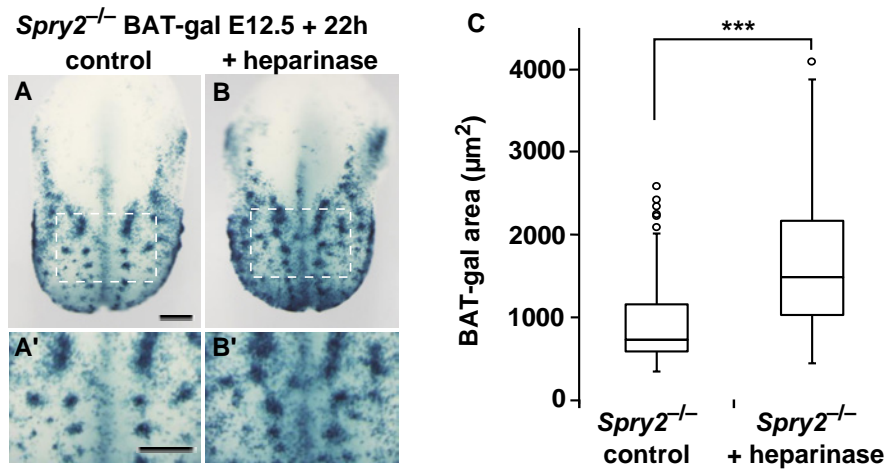 Spry2–/– BAT-gal E12.5 + 22h
control + heparinase
A B
A' B'
C
***
BAT-gal area (µm2)
4000
3000
2000
1000
0
Spry2–/– Spry2–/–
control + heparinase